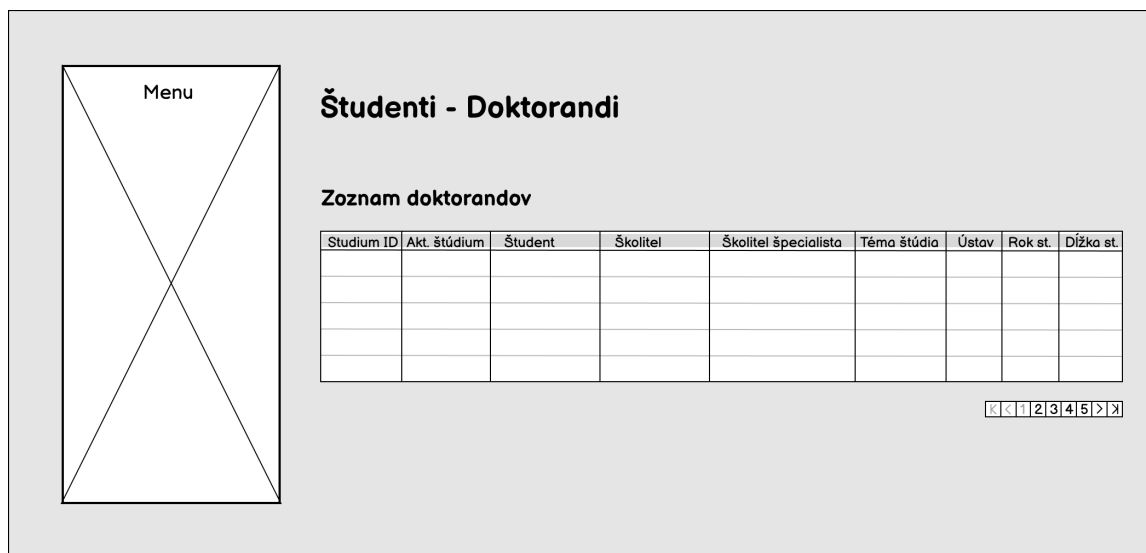 Menu
Študenti - Doktorandi
Zoznam doktorandov
Studium ID Akt. štúdium Študent Školitel Školitel špecialista Téma štúdia Ústav Rok st. Dĺžka st.
K < 1 2 3 4 5 > K